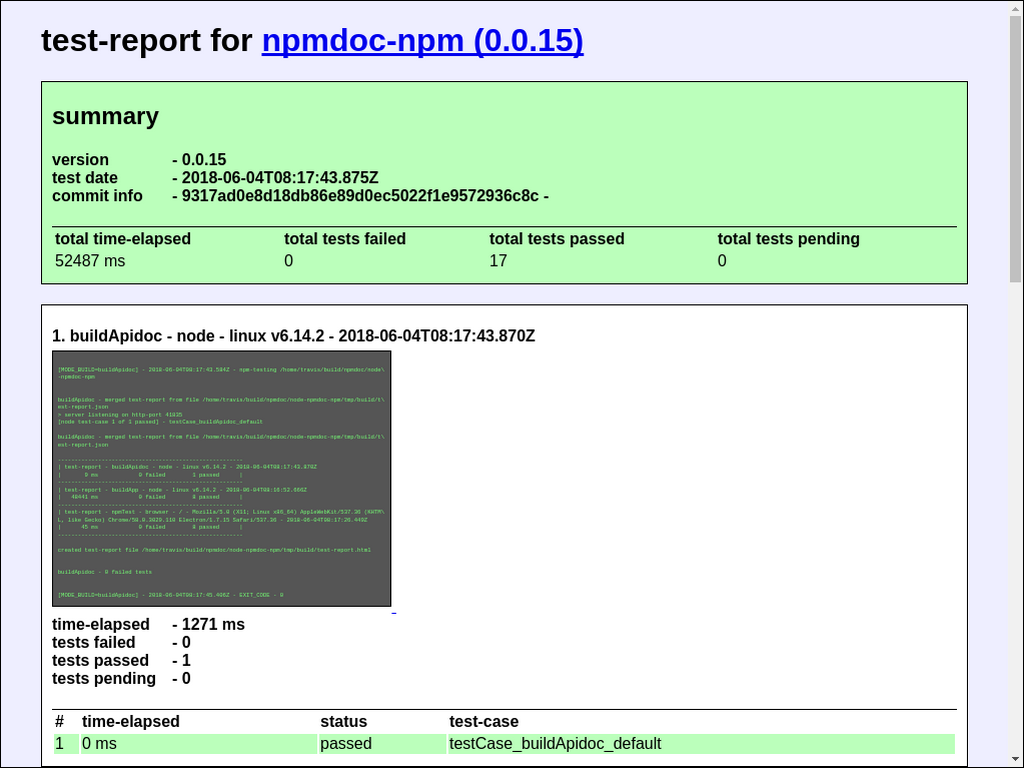 test-report for npmdoc-npm (0.0.15)
summary
version - 0.0.15
test date - 2018-06-04T08:17:43.875Z
commit info - 9317ad0e8d18db86e89d0ec5022f1e9572936c8c -
total time-elapsed total tests failed total tests passed total tests pending
52487 ms 0 17 0
1. buildApidoc - node - linux v6.14.2 - 2018-06-04T08:17:43.870Z
[MODE_BUILD=buildApidoc] - 2018-06-04T08:17:43.584Z - npm-testing /home/travis/build/npmdoc/node\
-npmdoc-npm
buildApidoc - merged test-report from file /home/travis/build/npmdoc/node-npmdoc-npm/tmp/build/t\
est-report.json
> server listening on http-port 41835
[node test-case 1 of 1 passed] - testCase_buildApidoc_default
buildApidoc - merged test-report from file /home/travis/build/npmdoc/node-npmdoc-npm/tmp/build/t\
est-report.json
| test-report - buildApidoc - node - linux v6.14.2 - 2018-06-04T08:17:43.870Z
| 0 ms 0 failed 1 passed |
| test-report - buildApp - node - linux v6.14.2 - 2018-06-04T08:16:52.
| ms 0 failed 8 passed |
| test-report - npmTest - browser - / - Mozilla/5.0 (X11; Linux x86_64) AppleWebKit/537.36 (KHTM\
L, like Gecko) Chrome/58.0.3029.110 Electron/1.7.15 Safari/537.36 - 2018-06-04T08:17:26.449Z
| 45 ms 0 failed 8 passed |
created test-report file /home/travis/build/npmdoc/node-npmdoc-npm/tmp/build/test-report.html
buildApidoc - 0 failed tests
[MODE_BUILD=buildApidoc] - 2018-06-04T08:17:45.406Z - EXIT_CODE - 0
time-elapsed - 1271 ms
tests failed - 0
tests passed - 1
tests pending - 0
# time-elapsed status test-case
1 0 ms passed testCase_buildApidoc_default